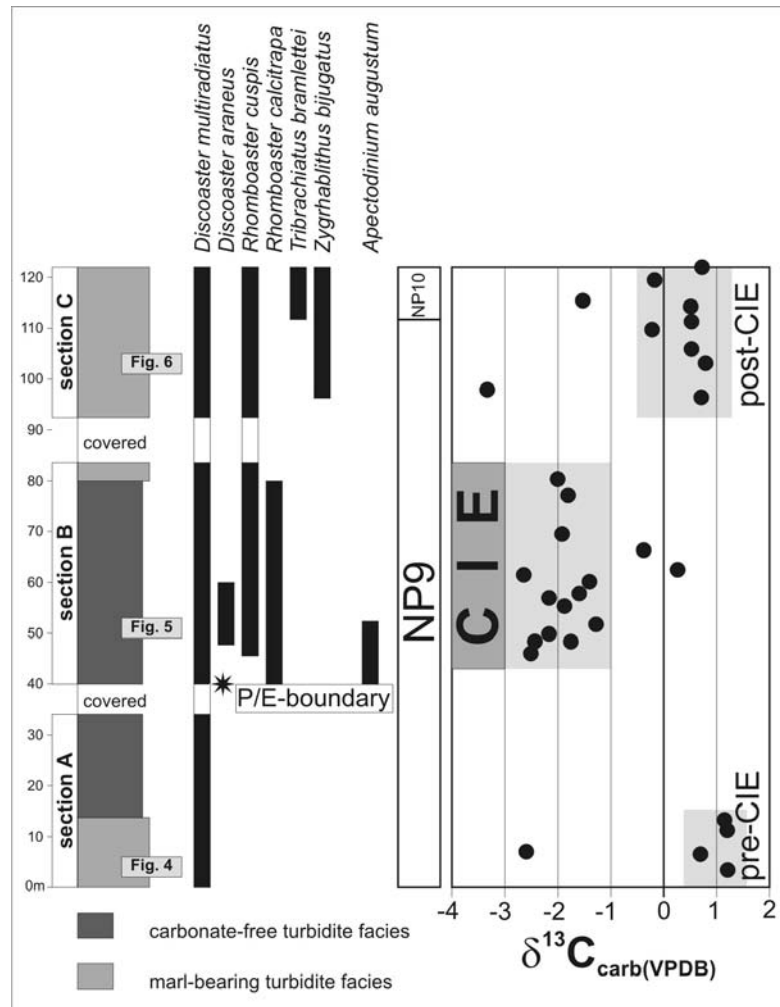 Discoaster multiradiatus
Discoaster araneus
Rhomboaster cuspis
Rhomboaster calcitrapa
Tribrachiatus bramlettei
Zygrhablithus bijugatus
Apectodinium augustum
120
110
100
90
80
70
60
50
40
30
20
10
0m
section C
Fig. 6
covered
section B
Fig. 5
covered
section A
Fig. 4
P/E-boundary
NP10
NP9
CIE
post-CIE
pre-CIE
-4 -3 -2 -1 0 1 2
δ13Ccarb(VPDB)
carbonate-free turbidite facies
marl-bearing turbidite facies